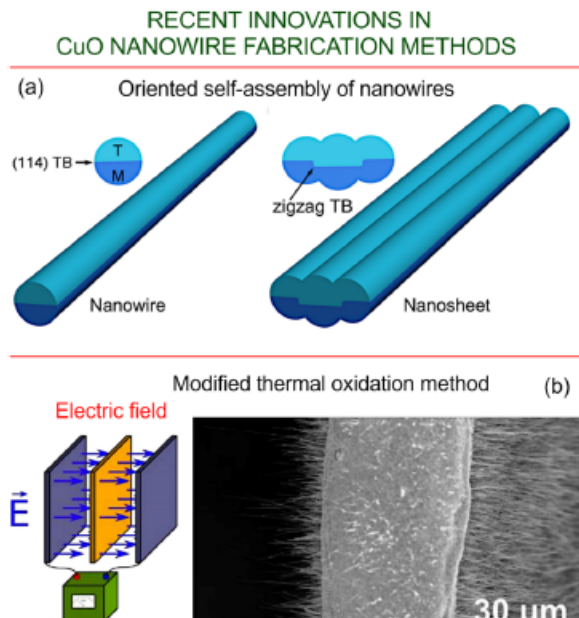 RECENT INNOVATIONS IN
CuO NANOWIRE FABRICATION METHODS
(a)
Oriented self-assembly of nanowires
(114) TB
T
M
zigzag TB
Nanowire
Nanosheet
Modified thermal oxidation method
(b)
Electric field
E
30 μm